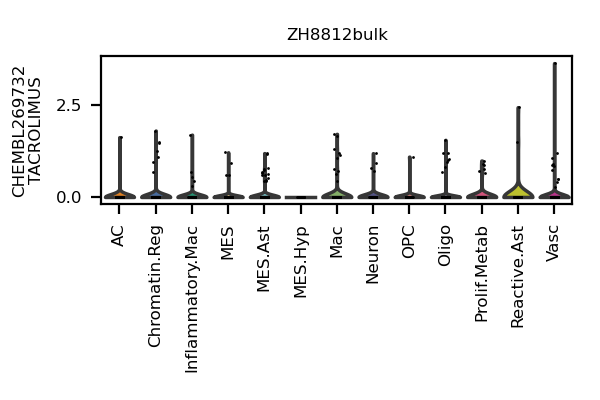 ZH8812bulk
CHEMBL269732
TACROLIMUS
2.5
0.0
AC
Chromatin.Reg
Inflammatory.Mac
MES
MES.Ast
MES.Hyp
Mac
Neuron
OPC
Oligo
Prolif.Metab
Reactive.Ast
Vasc